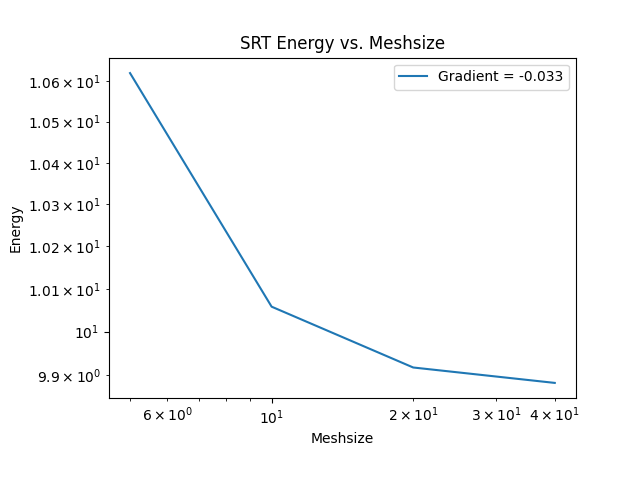 SRT Energy vs. Meshsize
Gradient = -0.033
1.06 × 10¹
1.05 × 10¹
1.04 × 10¹
1.03 × 10¹
1.02 × 10¹
1.01 × 10¹
10¹
9.9 × 10⁰
Energy
6 × 10⁰
10¹
2 × 10¹
3 × 10¹
4 × 10¹
Meshsize